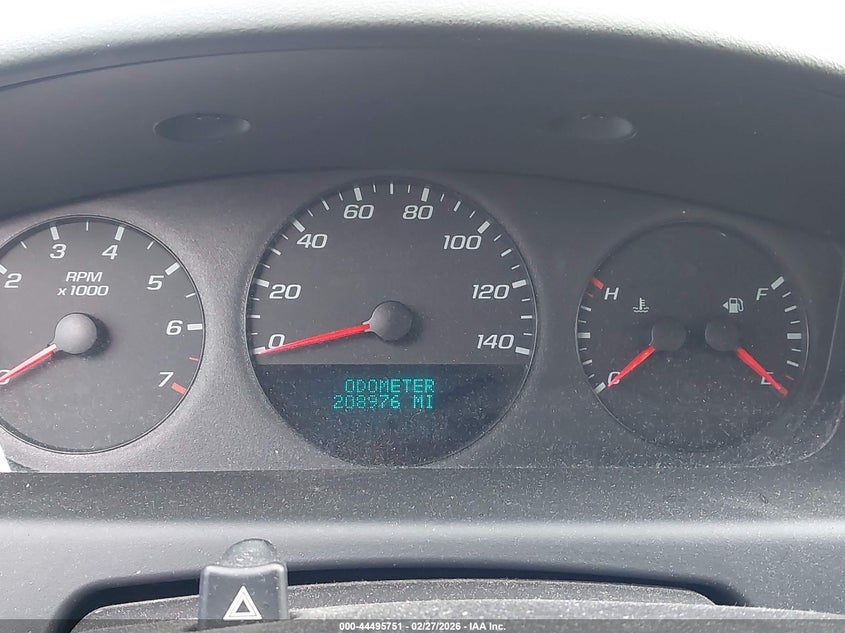 2 3 4 5 6 7
RPM
x1000
0 20 40 60 80 100 120 140
ODOMETER
208976 MI
H C
F E
000-44495751 - 02/27/2026 - IAA Inc.